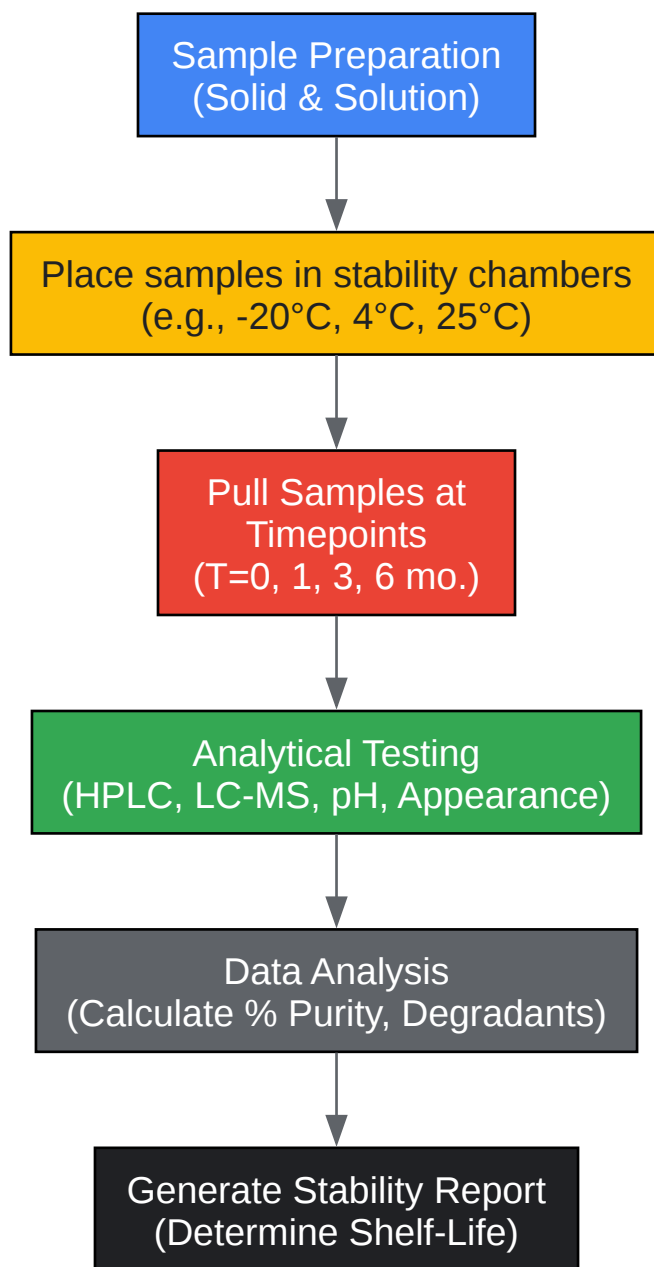 Sample Preparation
(Solid & Solution)
Place samples in stability chambers
(e.g., -20°C, 4°C, 25°C)
Pull Samples at
Timepoints
(T=0, 1, 3, 6 mo.)
Analytical Testing
(HPLC, LC-MS, pH, Appearance)
Data Analysis
(Calculate % Purity, Degradants)
Generate Stability Report
(Determine Shelf-Life)